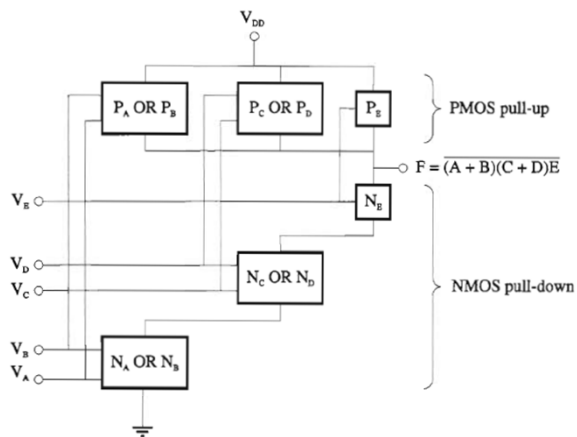 V_DD
P_A OR P_B
P_C OR P_D
P_E
PMOS pull-up
F = \overline{(A + B)(C + D)E}
V_E
N_E
V_D
V_C
N_C OR N_D
NMOS pull-down
V_B
V_A
N_A OR N_B